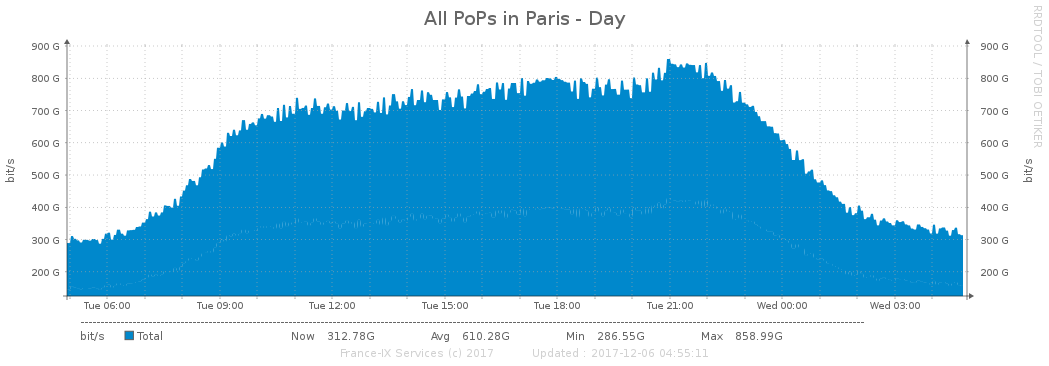 All PoPs in Paris - Day
RRDTOOL / TOBI OETIKER
900 G 900 G
800 G 800 G
700 G 700 G
600 G 600 G
500 G 500 G
400 G 400 G
300 G 300 G
200 G 200 G
bit/s bit/s
Tue 06:00 Tue 09:00 Tue 12:00 Tue 15:00 Tue 18:00 Tue 21:00 Wed 00:00 Wed 03:00
bit/s Total Now 312.78G Avg 610.28G Min 286.55G Max 858.99G
France-IX Services (c) 2017 Updated : 2017-12-06 04:55:11